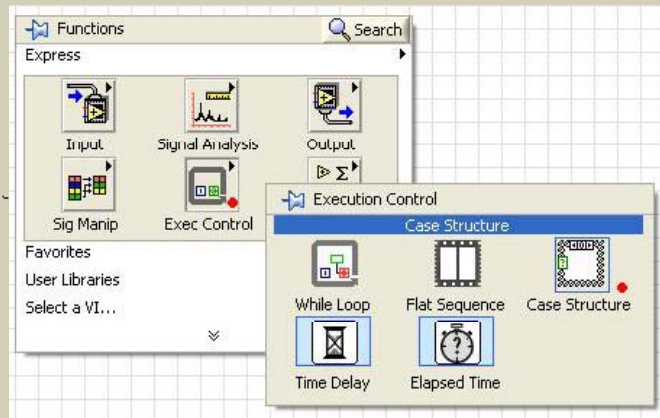 Functions
Search
Express
Input
Signal Analysis
Output
Sig Manip
Exec Control
Favorites
User Libraries
Select a VI...
Execution Control
Case Structure
While Loop
Flat Sequence
Case Structure
Time Delay
Elapsed Time